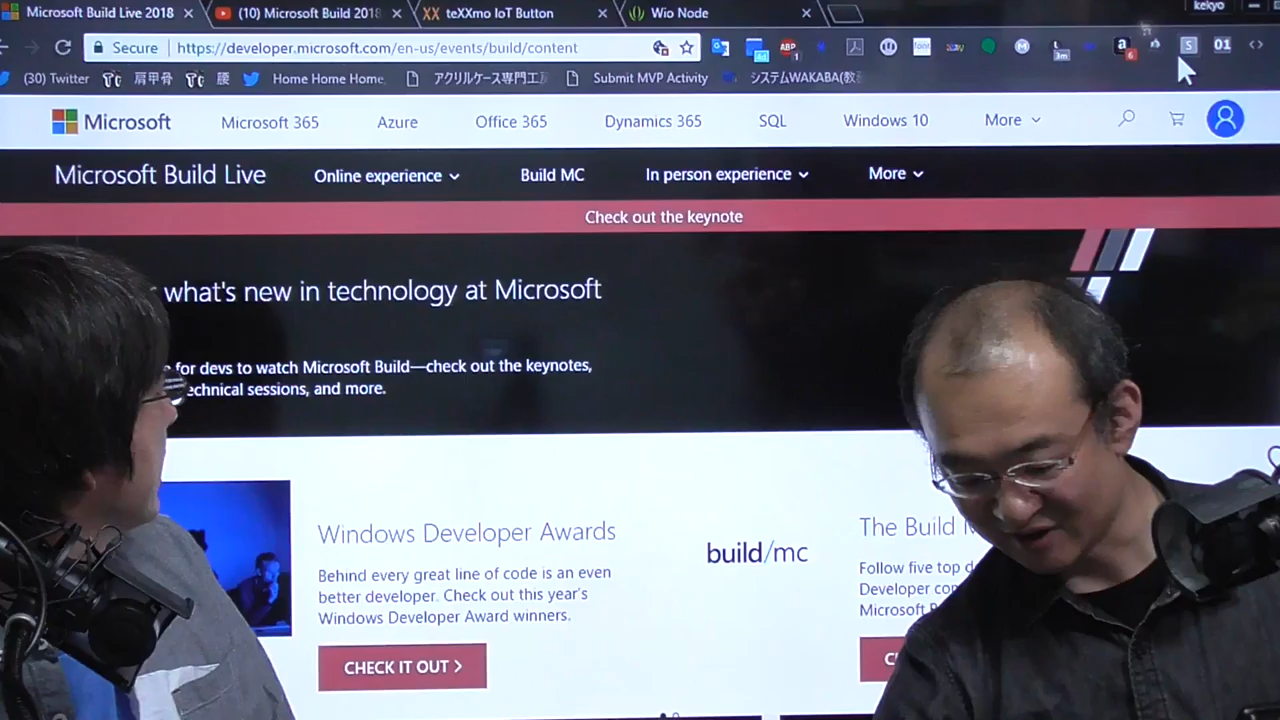 Microsoft Build Live 2018
(10) Microsoft Build 2018
teXXmo IoT Button
Wio Node
kekyo
Secure
https://developer.microsoft.com/en-us/events/build/content
(30) Twitter
肩甲骨
腰
Home Home Home
アクリルケース専門工
Submit MVP Activity
システムWAKABA(教
Microsoft
Microsoft 365
Azure
Office 365
Dynamics 365
SQL
Windows 10
More
Microsoft Build Live
Online experience
Build MC
In person experience
More
Check out the keynote
what's new in technology at Microsoft
for devs to watch Microsoft Build—check out the keynotes,
technical sessions, and more.
Windows Developer Awards
Behind every great line of code is an even
better developer. Check out this year's
Windows Developer Award winners.
CHECK IT OUT >
build/mc
The Build
Follow five top
Developer
Microsoft